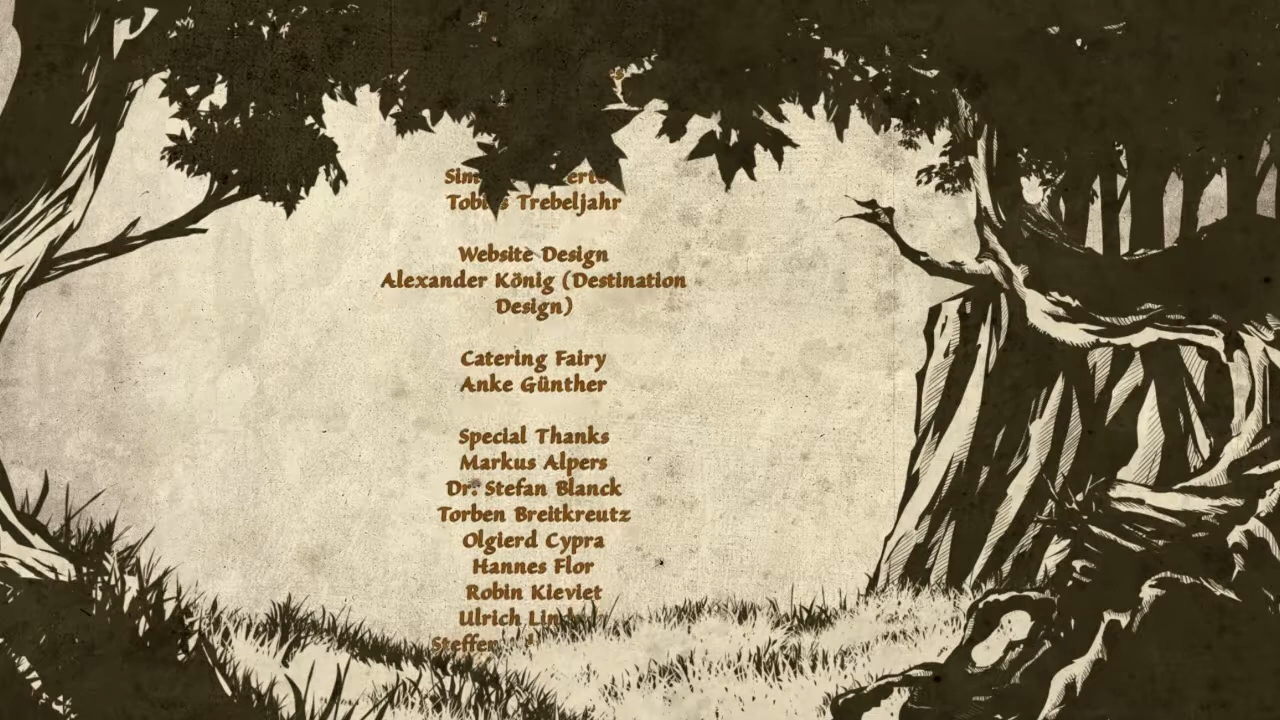 Trebeljahr
Website Design
Alexander König (Destination
Design)
Catering Fairy
Anke Günther
Special Thanks
Markus Alpers
Dr. Stefan Blanck
Torben Breitkreutz
Olgierd Cypra
Hannes Flor
Robin Kieviet
Ulrich